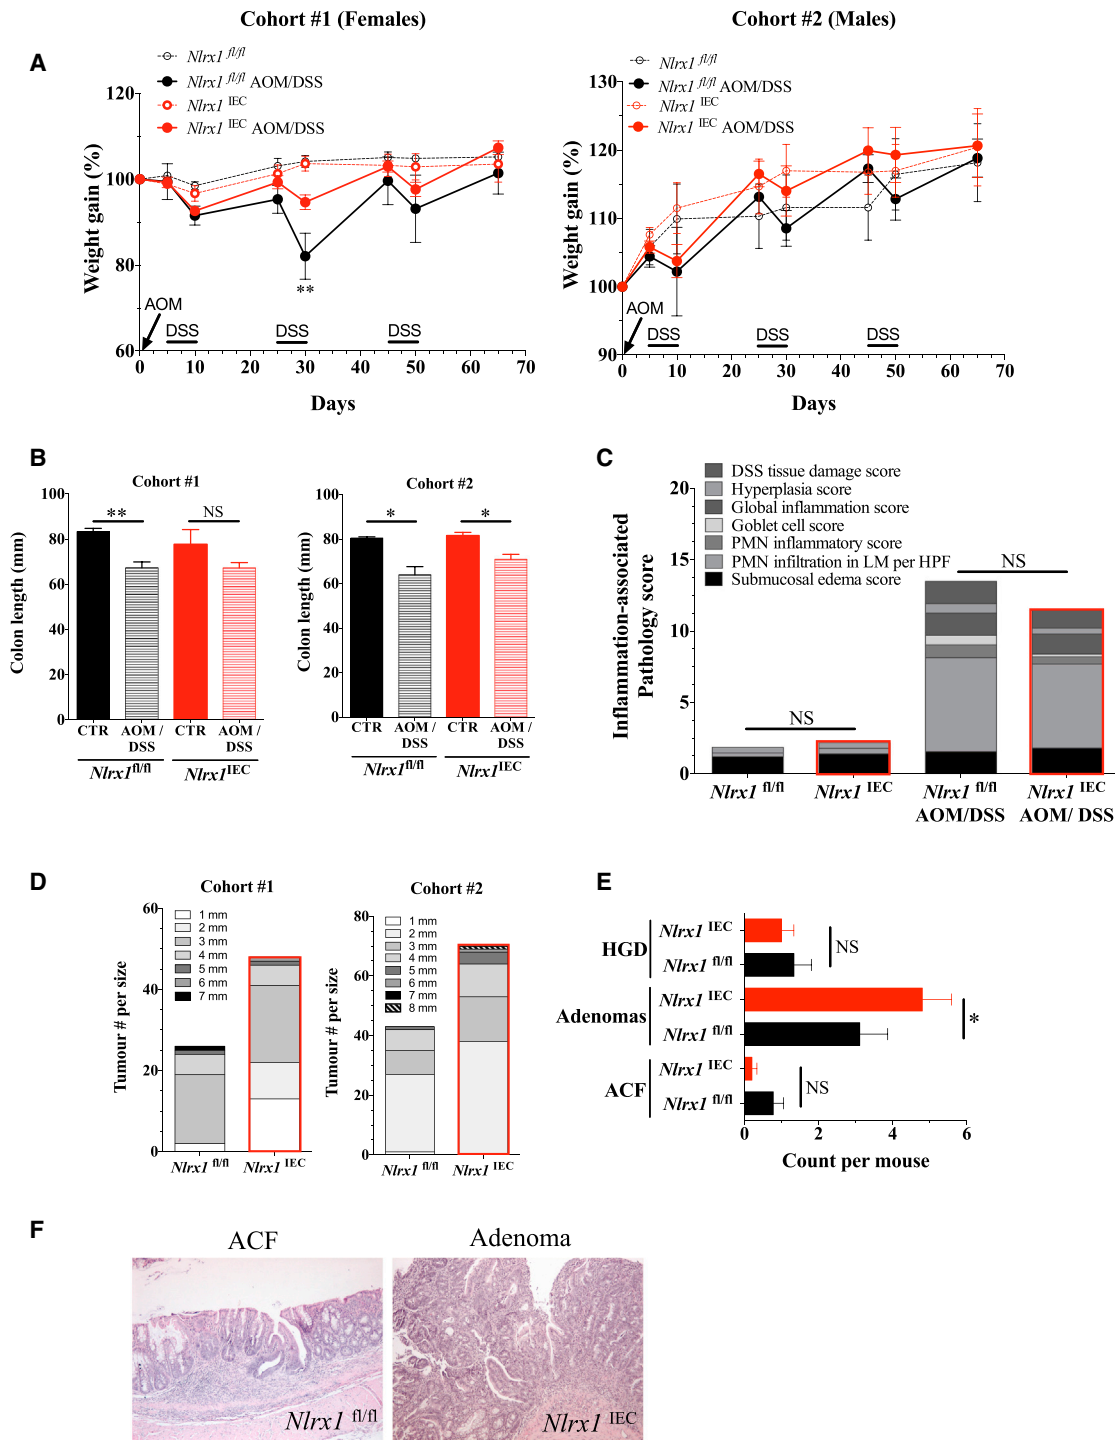 Cohort #1 (Females)
Cohort #2 (Males)
A
Nlrx1 fl/fl
Nlrx1 fl/fl AOM/DSS
Nlrx1 IEC
Nlrx1 IEC AOM/DSS
Weight gain (%)
120
100
80
60
**
AOM
DSS
DSS
DSS
0 10 20 30 40 50 60 70
Days
Nlrx1 fl/fl
Nlrx1 fl/fl AOM/DSS
Nlrx1 IEC
Nlrx1 IEC AOM/DSS
Weight gain (%)
130
120
110
100
90
AOM
DSS
DSS
DSS
0 10 20 30 40 50 60 70
Days
B
Cohort #1
Colon length (mm)
100
80
60
40
20
0
**
NS
CTR AOM / DSS CTR AOM / DSS
Nlrx1 fl/fl Nlrx1 IEC
Cohort #2
Colon length (mm)
100
80
60
40
20
0
*
*
CTR AOM / DSS CTR AOM / DSS
Nlrx1 fl/fl Nlrx1 IEC
C
DSS tissue damage score
Hyperplasia score
Global inflammation score
Goblet cell score
PMN inflammatory score
PMN infiltration in LM per HPF
Submucosal edema score
Inflammation-associated
Pathology score
20
15
10
5
0
NS
NS
Nlrx1 fl/fl Nlrx1 IEC Nlrx1 fl/fl Nlrx1 IEC
AOM/DSS AOM/ DSS
D
Cohort #1
Tumour # per size
60
40
20
0
1 mm
2 mm
3 mm
4 mm
5 mm
6 mm
7 mm
Nlrx1 fl/fl Nlrx1 IEC
Cohort #2
Tumour # per size
80
60
40
20
0
1 mm
2 mm
3 mm
4 mm
5 mm
6 mm
7 mm
8 mm
Nlrx1 fl/fl Nlrx1 IEC
E
HGD
Nlrx1 IEC
Nlrx1 fl/fl
NS
Adenomas
Nlrx1 IEC
Nlrx1 fl/fl
*
ACF
Nlrx1 IEC
Nlrx1 fl/fl
NS
0 2 4 6
Count per mouse
F
ACF
Adenoma
Nlrx1 fl/fl
Nlrx1 IEC